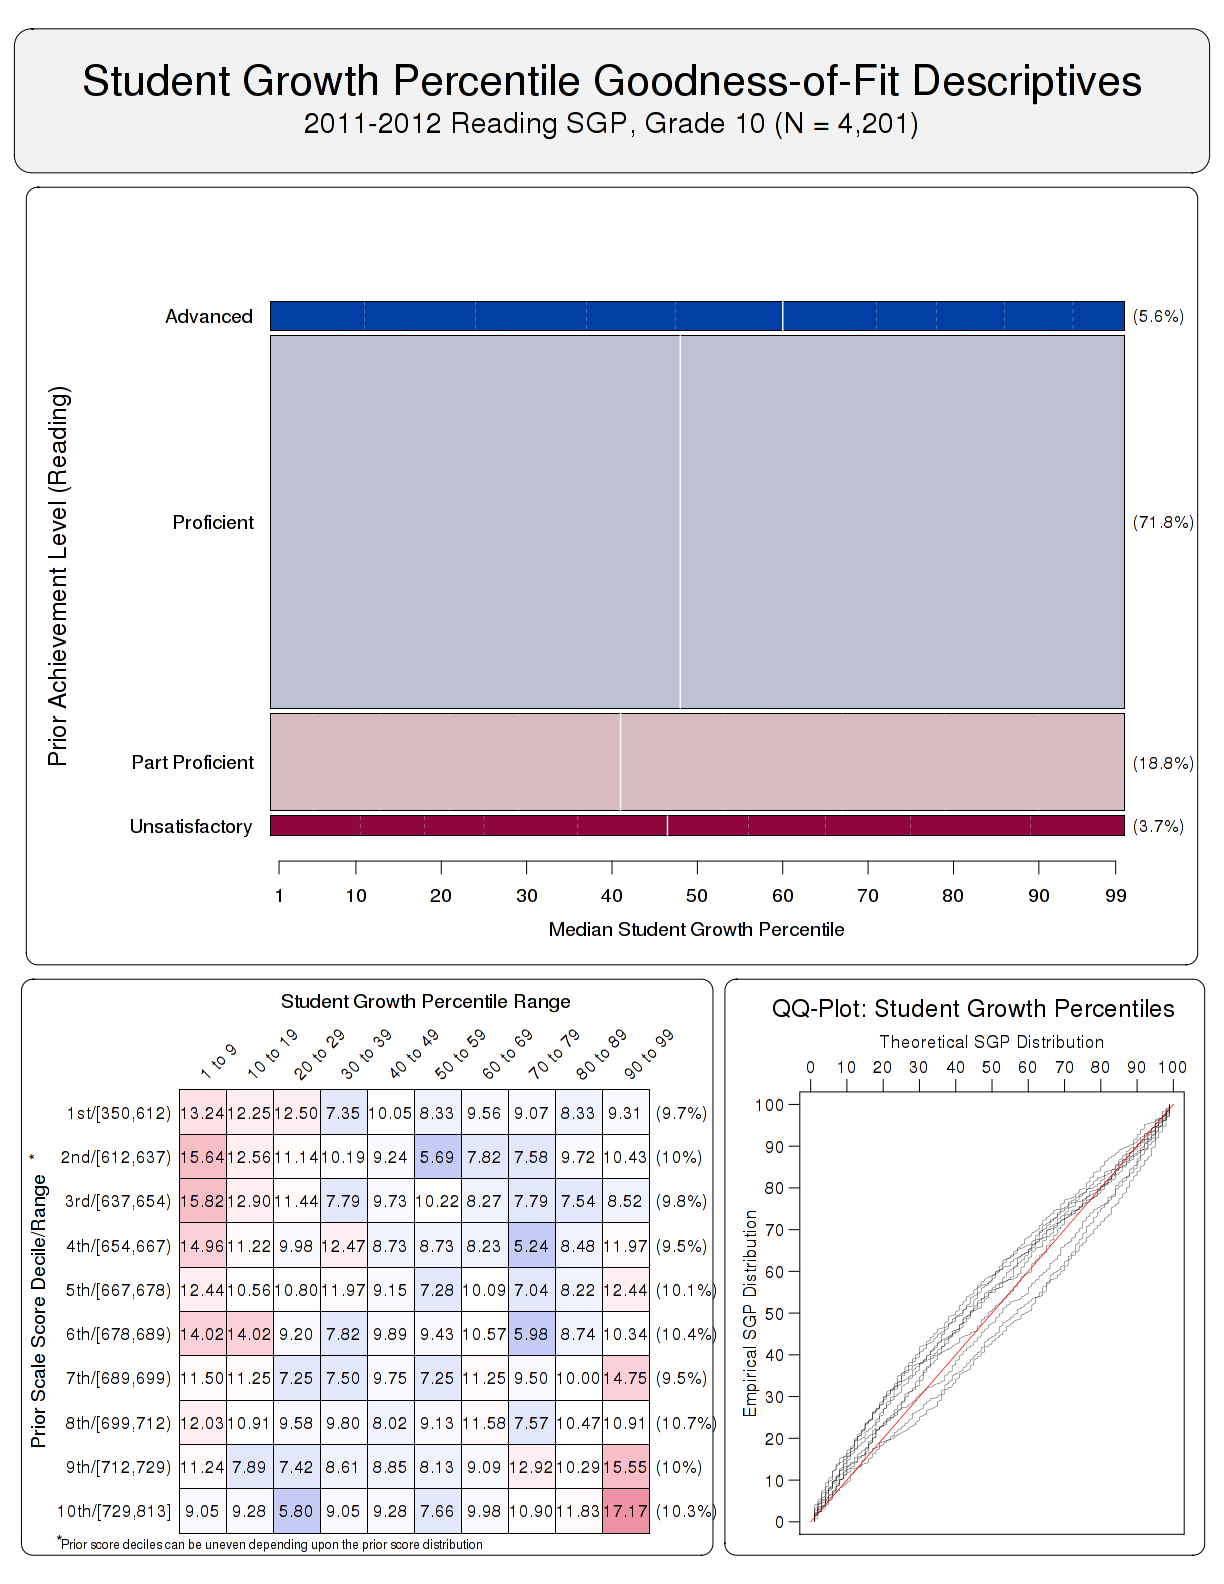 Student Growth Percentile Goodness-of-Fit Descriptives
2011-2012 Reading SGP, Grade 10 (N = 4,201)
Prior Achievement Level (Reading)
Advanced (5.6%)
Proficient (71.8%)
Part Proficient (18.8%)
Unsatisfactory (3.7%)
1 10 20 30 40 50 60 70 80 90 99
Median Student Growth Percentile
Student Growth Percentile Range
1 to 9 10 to 19 20 to 29 30 to 39 40 to 49 50 to 59 60 to 69 70 to 79 80 to 89 90 to 99
Prior Scale Score Decile/Range *
1st/[350,612) 13.24 12.25 12.50 7.35 10.05 8.33 9.56 9.07 8.33 9.31 (9.7%)
2nd/[612,637) 15.64 12.56 11.14 10.19 9.24 5.69 7.82 7.58 9.72 10.43 (10%)
3rd/[637,654) 15.82 12.90 11.44 7.79 9.73 10.22 8.27 7.79 7.54 8.52 (9.8%)
4th/[654,667) 14.96 11.22 9.98 12.47 8.73 8.73 8.23 5.24 8.48 11.97 (9.5%)
5th/[667,678) 12.44 10.56 10.80 11.97 9.15 7.28 10.09 7.04 8.22 12.44 (10.1%)
6th/[678,689) 14.02 14.02 9.20 7.82 9.89 9.43 10.57 5.98 8.74 10.34 (10.4%)
7th/[689,699) 11.50 11.25 7.25 7.50 9.75 7.25 11.25 9.50 10.00 14.75 (9.5%)
8th/[699,712) 12.03 10.91 9.58 9.80 8.02 9.13 11.58 7.57 10.47 10.91 (10.7%)
9th/[712,729) 11.24 7.89 7.42 8.61 8.85 8.13 9.09 12.92 10.29 15.55 (10%)
10th/[729,813] 9.05 9.28 5.80 9.05 9.28 7.66 9.98 10.90 11.83 17.17 (10.3%)
*Prior score deciles can be uneven depending upon the prior score distribution
QQ-Plot: Student Growth Percentiles
Theoretical SGP Distribution
0 10 20 30 40 50 60 70 80 90 100
Empirical SGP Distribution
100
90
80
70
60
50
40
30
20
10
0